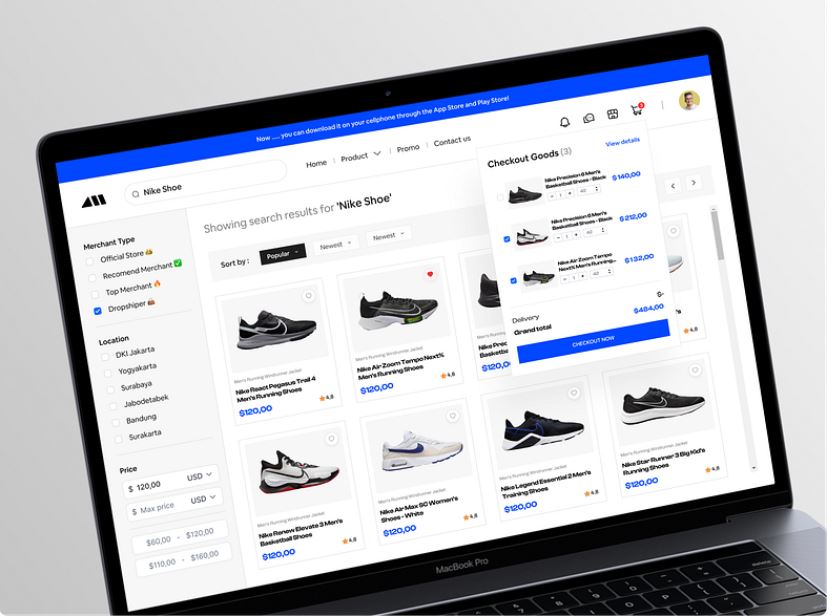 Now ..... you can download it on your cellphone through the App Store and Play Store!
Nike Shoe
Home
Product
Promo
Contact us
3
Merchant Type
Official Store
Recomend Merchant
Top Merchant
Dropshiper
Location
DKI Jakarta
Yogyakarta
Surabaya
Jabodetabek
Bandung
Surakarta
Price
$ 120,00 USD
$ Max price USD
$60,00 - $120,00
$110,00 - $160,00
Showing search results for 'Nike Shoe'
Sort by :
Popular
Newest
Newest
Men's Running Windrunner Jacket
Nike React Pegasus Trail 4
Men's Running Shoes
$120,00
4,8
Men's Running Windrunner Jacket
Nike Air Zoom Tempo Next%
Men's Running Shoes
$120,00
4,8
Nike Prec
Basketba
$120,0
4,8
Men's Running Windrunner Jacket
Nike Renew Elevate 3 Men's
Basketball Shoes
$120,00
4,8
Men's Running Windrunner Jacket
Nike Air Max SC Women's
Shoes - White
$120,00
4,8
Men's Running Windrunner Jacket
Nike Legend Essential 2 Men's
Training Shoes
$120,00
4,8
Men's Running Windrunner Jacket
Nike Star Runner 3 Big Kid's
Running Shoes
$120,00
4,8
Checkout Goods (3)
View details
Nike Precision 6 Men's
Basketball Shoes - Black
$140,00
- 1 + 40
Nike Precision 6 Men's
Basketball Shoes - Black
$212,00
- 1 + 40
Nike Air Zoom Tempo
Next% Men's Running...
$132,00
- 1 + 40
Delivery
$-
Grand total
$484,00
CHECKOUT NOW
MacBook Pro
delete